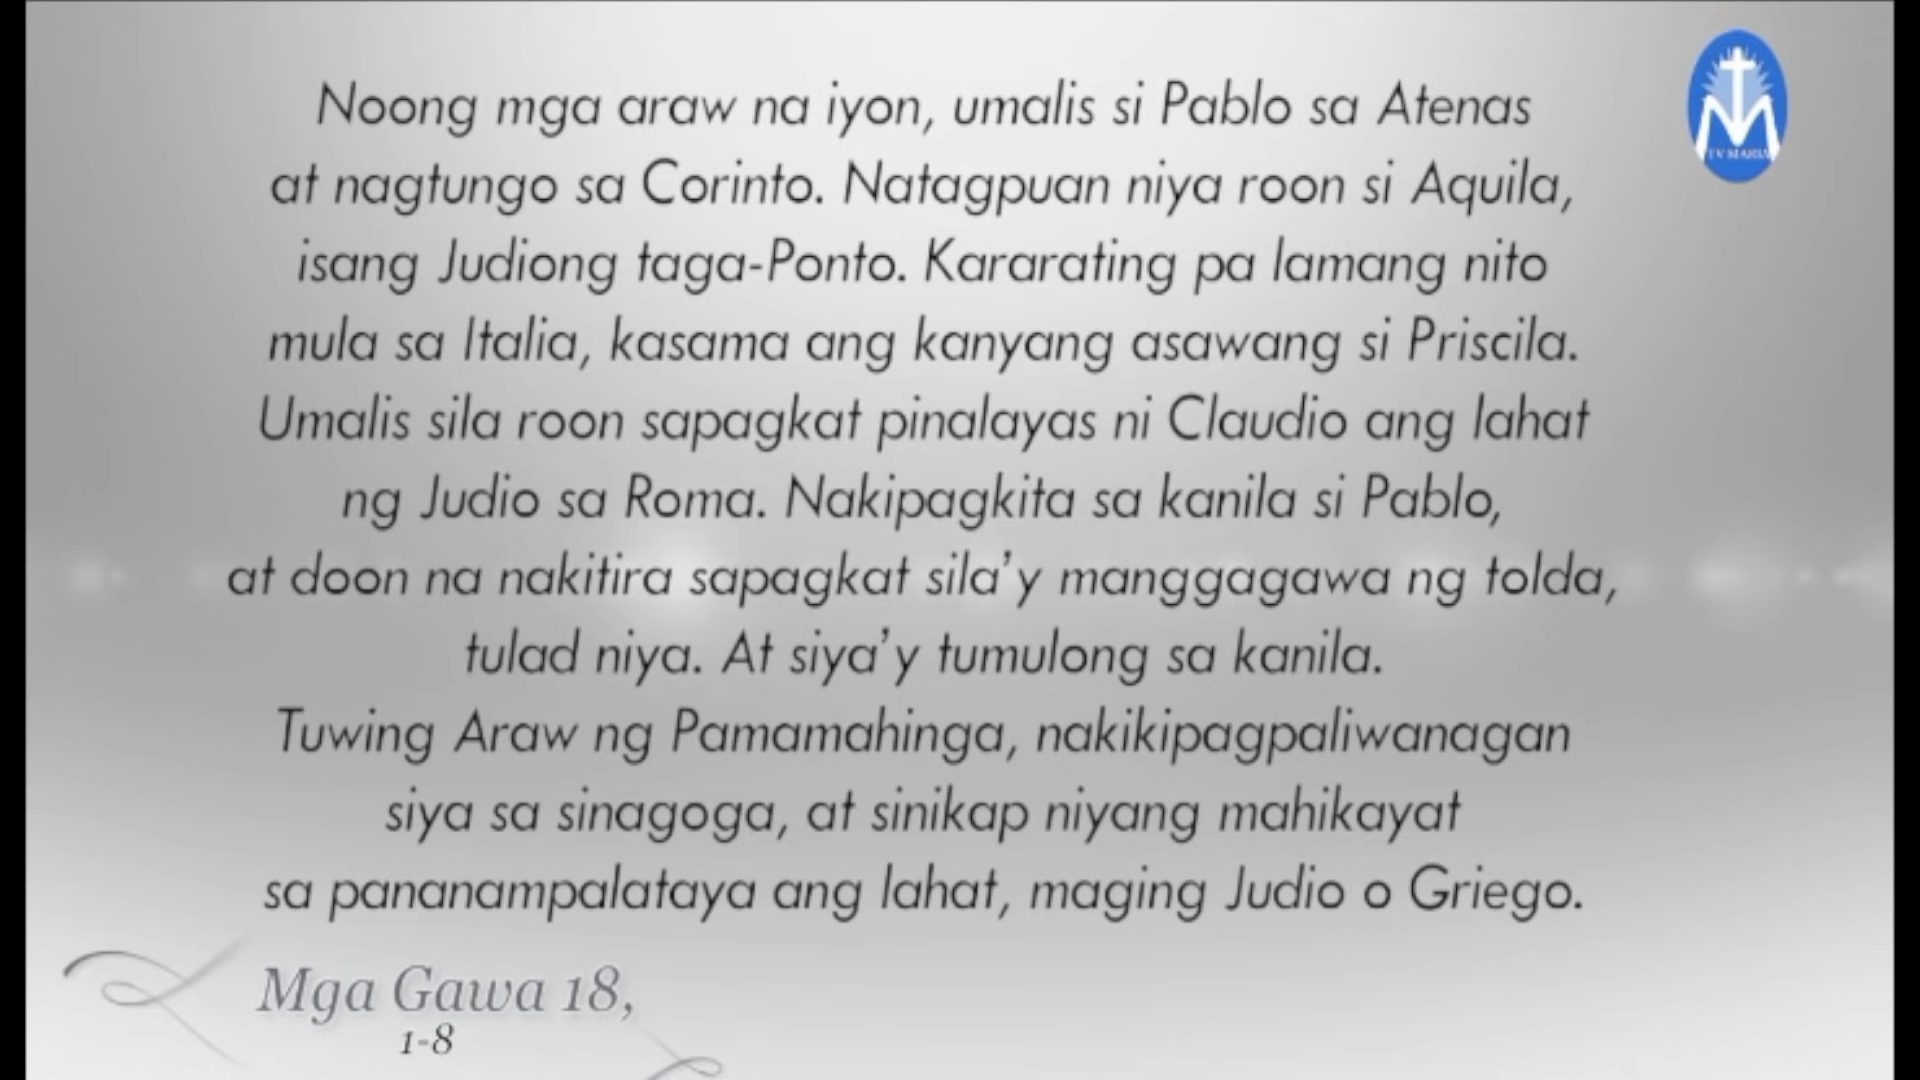 Noong mga araw na iyon, umalis si Pablo sa Atenas
at nagtungo sa Corinto. Natagpuan niya roon si Aquila,
isang Judiong taga-Ponto. Kararating pa lamang nito
mula sa Italia, kasama ang kanyang asawang si Priscila.
Umalis sila roon sapagkat pinalayas ni Claudio ang lahat
ng Judio sa Roma. Nakipagkita sa kanila si Pablo,
at doon na nakitira sapagkat sila’y manggagawa ng tolda,
tulad niya. At siya’y tumulong sa kanila.
Tuwing Araw ng Pamamahinga, nakikipagpaliwanagan
siya sa sinagoga, at sinikap niyang mahikayat
sa pananampalataya ang lahat, maging Judio o Griego.
Mga Gawa 18,
1-8
TV MARIA